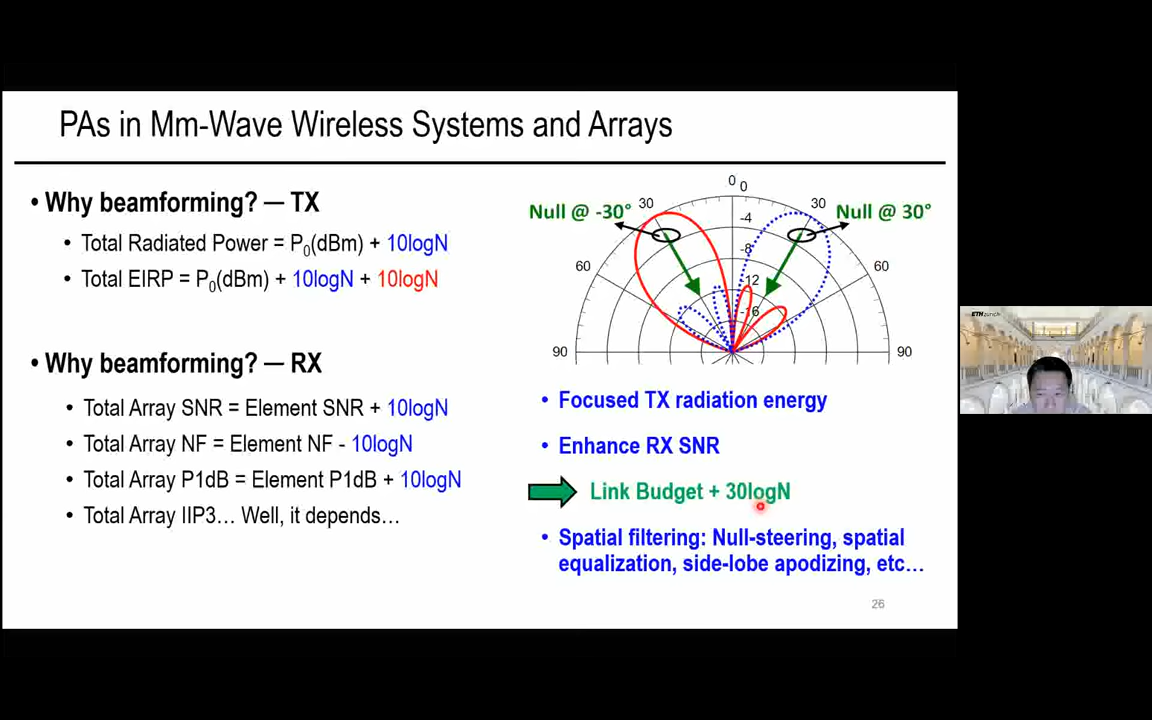 PAs in Mm-Wave Wireless Systems and Arrays
• Why beamforming? — TX
• Total Radiated Power = P0(dBm) + 10logN
• Total EIRP = P0(dBm) + 10logN + 10logN
• Why beamforming? — RX
• Total Array SNR = Element SNR + 10logN
• Total Array NF = Element NF - 10logN
• Total Array P1dB = Element P1dB + 10logN
• Total Array IIP3... Well, it depends...
Null @ -30°
30
0
0
30
Null @ 30°
-4
-8
60
60
-12
-16
90
90
• Focused TX radiation energy
• Enhance RX SNR
Link Budget + 30logN
• Spatial filtering: Null-steering, spatial
equalization, side-lobe apodizing, etc...
26
ETH zürich